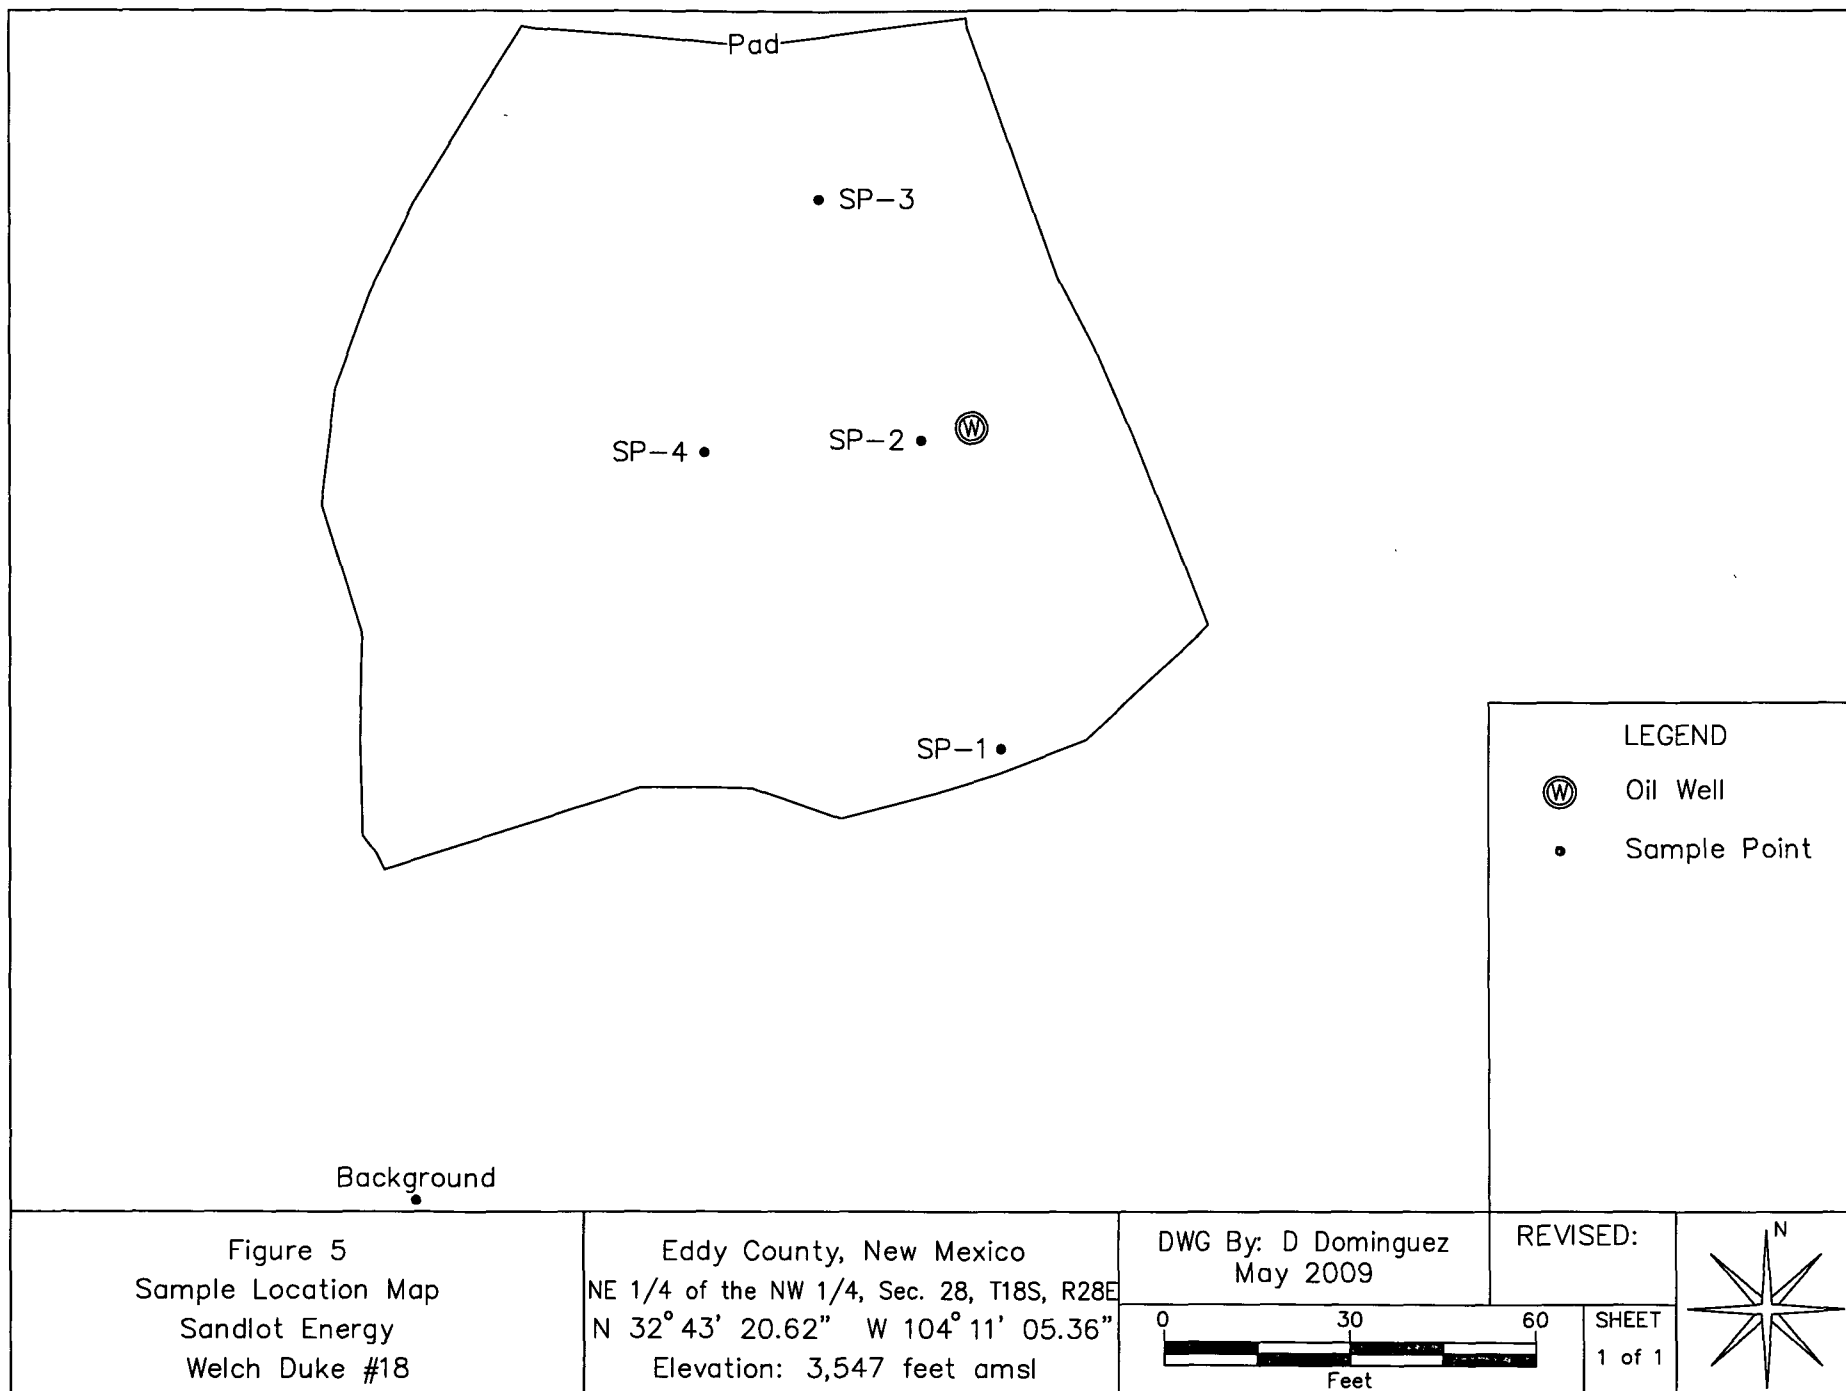 Pad
SP-3
SP-2
W
SP-4
SP-1
LEGEND
W Oil Well
Sample Point
Background
Figure 5
Sample Location Map
Sandlot Energy
Welch Duke #18
Eddy County, New Mexico
NE 1/4 of the NW 1/4, Sec. 28, T18S, R28E
N 32° 43' 20.62" W 104° 11' 05.36"
Elevation: 3,547 feet amsl
DWG By: D Dominguez
May 2009
REVISED:
0 30 60
Feet
SHEET
1 of 1
N